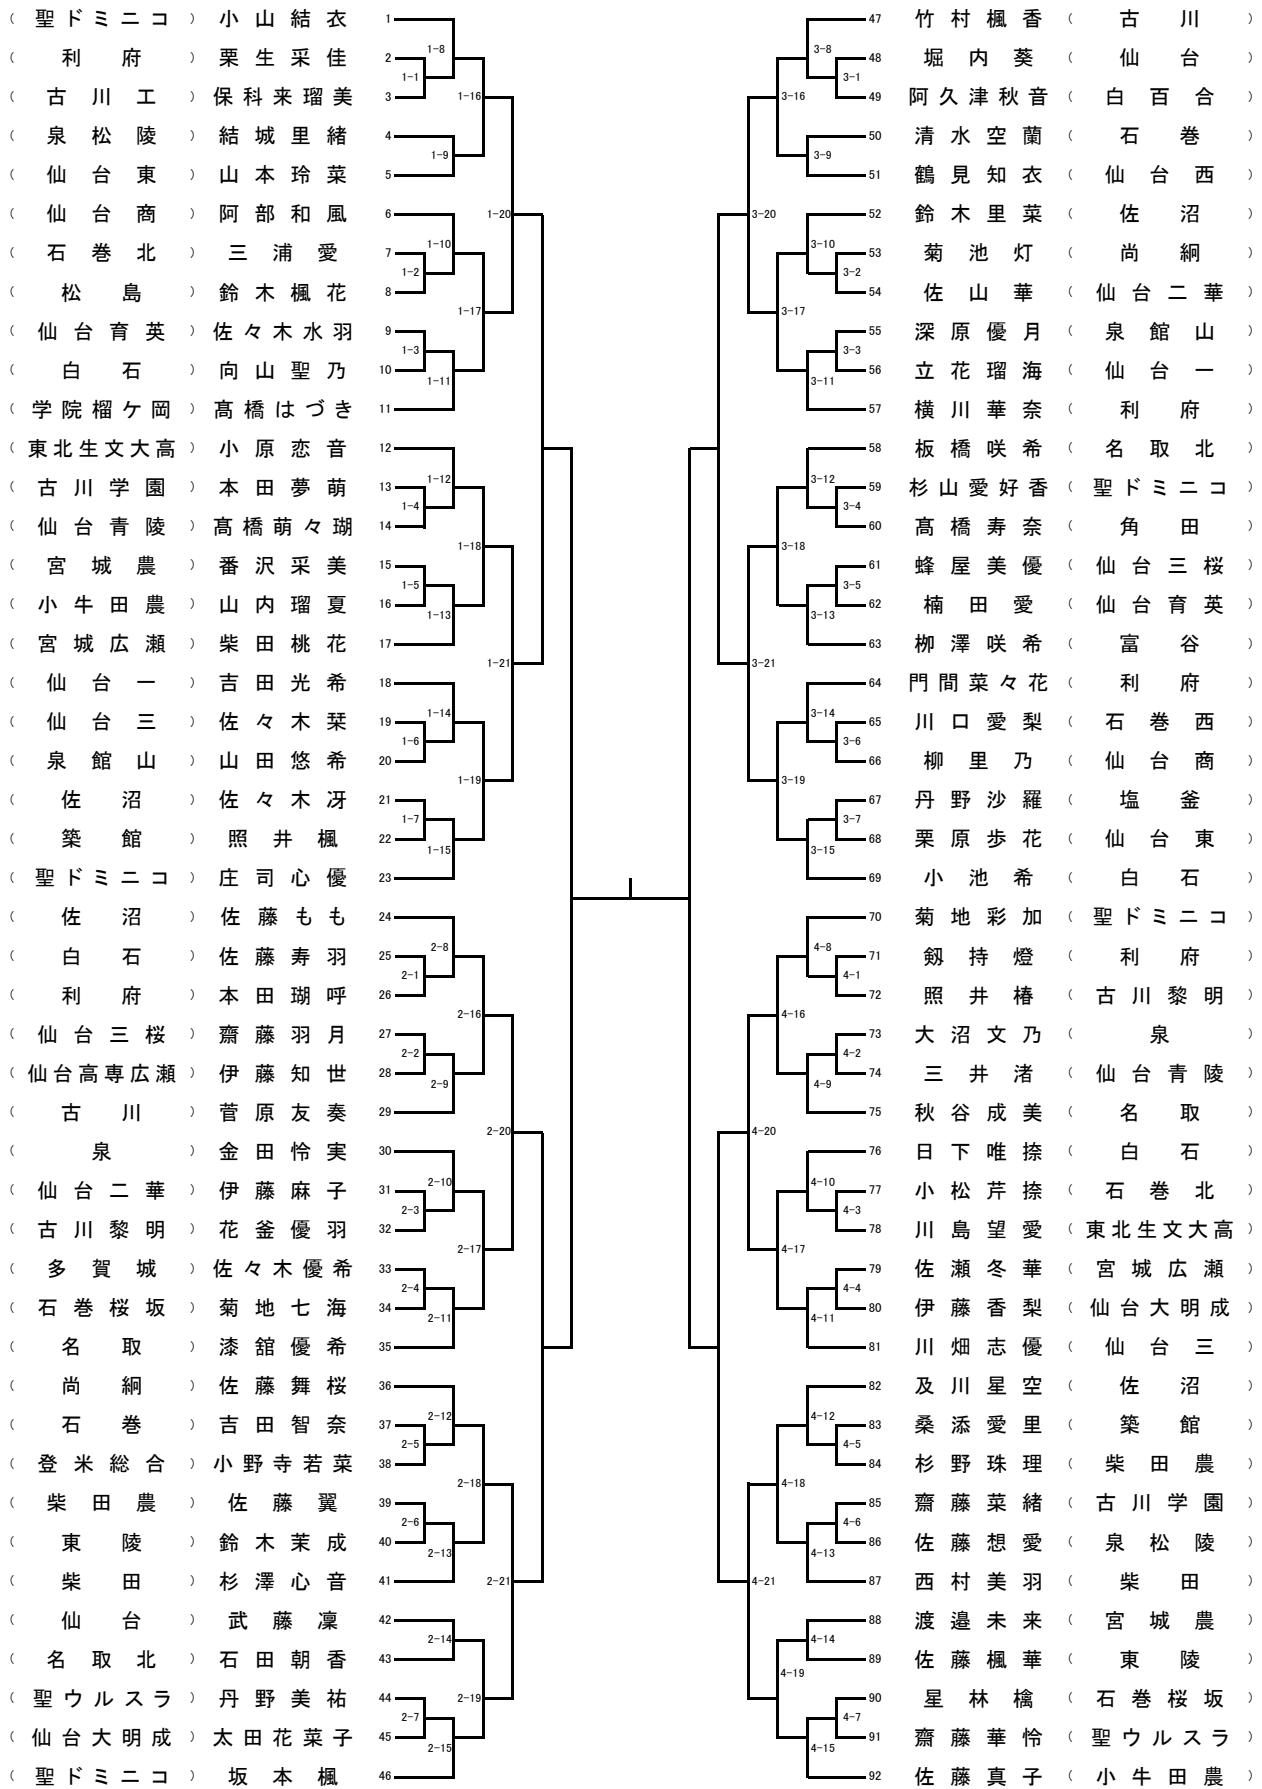 （聖ドミニコ）小山結衣 1
（利府）栗生采佳 2
（古川工）保科来瑠美 3
（泉松陵）結城里緒 4
（仙台東）山本玲菜 5
（仙台商）阿部和風 6
（石巻北）三浦愛 7
（松島）鈴木楓花 8
（仙台育英）佐々木水羽 9
（白石）向山聖乃 10
（学院榴ケ岡）髙橋はづき 11
（東北生文大高）小原恋音 12
（古川学園）本田夢萌 13
（仙台青陵）髙橋萌々瑚 14
（宮城農）番沢采美 15
（小牛田農）山内瑠夏 16
（宮城広瀬）柴田桃花 17
（仙台一）吉田光希 18
（仙台三）佐々木栞 19
（泉館山）山田悠希 20
（佐沼）佐々木冴 21
（築館）照井楓 22
（聖ドミニコ）庄司心優 23
（佐沼）佐藤もも 24
（白石）佐藤寿羽 25
（利府）本田瑚呼 26
（仙台三桜）齋藤羽月 27
（仙台高専広瀬）伊藤知世 28
（古川）菅原友奏 29
（泉）金田怜実 30
（仙台二華）伊藤麻子 31
（古川黎明）花釜優羽 32
（多賀城）佐々木優希 33
（石巻桜坂）菊地七海 34
（名取）漆舘優希 35
（尚絅）佐藤舞桜 36
（石巻）吉田智奈 37
（登米総合）小野寺若菜 38
（柴田農）佐藤翼 39
（東陵）鈴木茉成 40
（柴田）杉澤心音 41
（仙台）武藤凜 42
（名取北）石田朝香 43
（聖ウルスラ）丹野美祐 44
（仙台大明成）太田花菜子 45
（聖ドミニコ）坂本楓 46
1-8
1-1
1-16
1-9
1-20
1-10
1-2
1-17
1-3
1-11
1-12
1-4
1-18
1-5
1-13
1-21
1-14
1-6
1-19
1-7
1-15
2-8
2-1
2-16
2-2
2-9
2-20
2-10
2-3
2-17
2-4
2-11
2-12
2-5
2-18
2-6
2-13
2-21
2-14
2-19
2-7
2-15
47 竹村楓香（古川）
48 堀内葵（仙台）
49 阿久津秋音（白百合）
50 清水空蘭（石巻）
51 鶴見知衣（仙台西）
52 鈴木里菜（佐沼）
53 菊池灯（尚絅）
54 佐山華（仙台二華）
55 深原優月（泉館山）
56 立花瑠海（仙台一）
57 横川華奈（利府）
58 板橋咲希（名取北）
59 杉山愛好香（聖ドミニコ）
60 髙橋寿奈（角田）
61 蜂屋美優（仙台三桜）
62 楠田愛（仙台育英）
63 栁澤咲希（富谷）
64 門間菜々花（利府）
65 川口愛梨（石巻西）
66 柳里乃（仙台商）
67 丹野沙羅（塩釜）
68 栗原歩花（仙台東）
69 小池希（白石）
70 菊地彩加（聖ドミニコ）
71 剱持燈（利府）
72 照井椿（古川黎明）
73 大沼文乃（泉）
74 三井渚（仙台青陵）
75 秋谷成美（名取）
76 日下唯捺（白石）
77 小松芹捺（石巻北）
78 川島望愛（東北生文大高）
79 佐瀬冬華（宮城広瀬）
80 伊藤香梨（仙台大明成）
81 川畑志優（仙台三）
82 及川星空（佐沼）
83 桑添愛里（築館）
84 杉野珠理（柴田農）
85 齋藤菜緒（古川学園）
86 佐藤想愛（泉松陵）
87 西村美羽（柴田）
88 渡邉未来（宮城農）
89 佐藤楓華（東陵）
90 星林檎（石巻桜坂）
91 齋藤華怜（聖ウルスラ）
92 佐藤真子（小牛田農）
3-8
3-1
3-16
3-9
3-20
3-10
3-2
3-17
3-3
3-11
3-12
3-4
3-18
3-5
3-13
3-21
3-14
3-6
3-19
3-7
3-15
4-8
4-1
4-16
4-2
4-9
4-20
4-10
4-3
4-17
4-4
4-11
4-12
4-5
4-18
4-6
4-13
4-21
4-14
4-19
4-7
4-15